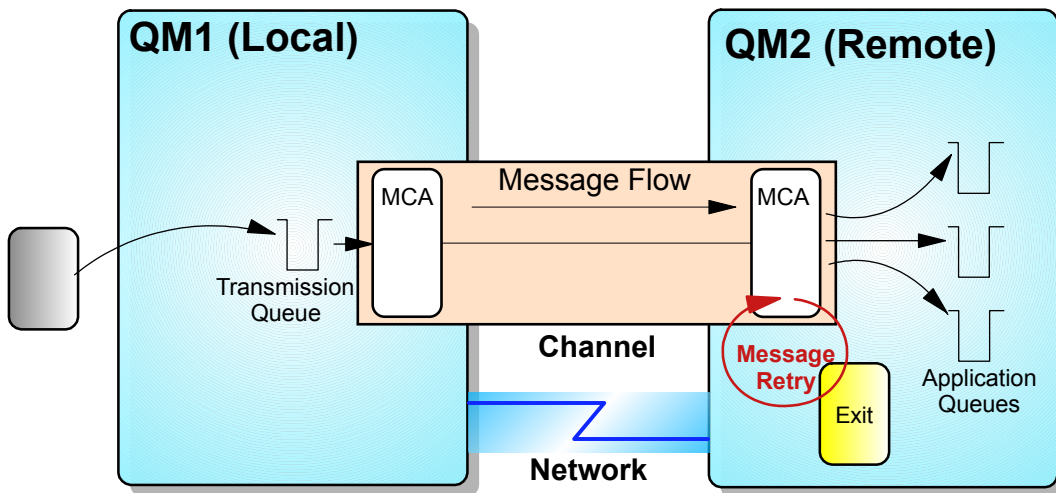 QM1 (Local)
QM2 (Remote)
Message Flow
MCA
MCA
Transmission
Queue
Channel
Message
Retry
Exit
Application
Queues
Network